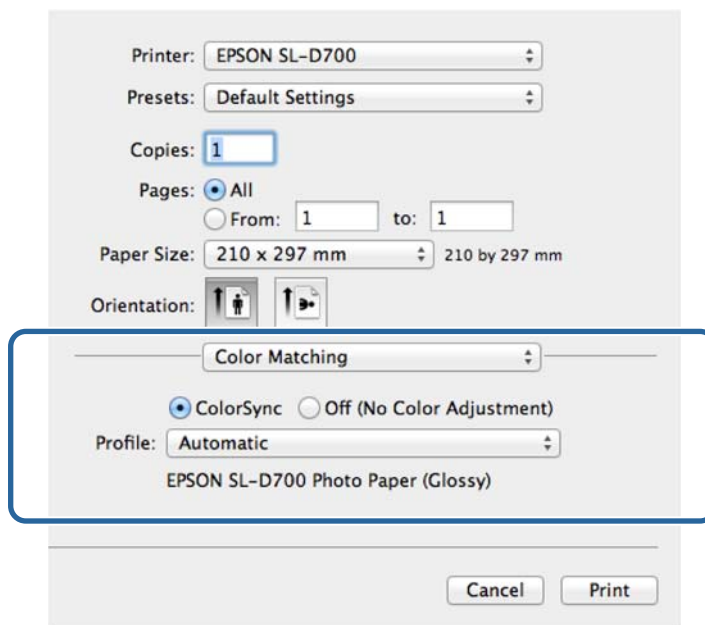 Printer: EPSON SL-D700
Presets: Default Settings
Copies: 1
Pages: All
From: 1 to: 1
Paper Size: 210 x 297 mm 210 by 297 mm
Orientation:
Color Matching
ColorSync Off (No Color Adjustment)
Profile: Automatic
EPSON SL-D700 Photo Paper (Glossy)
Cancel Print